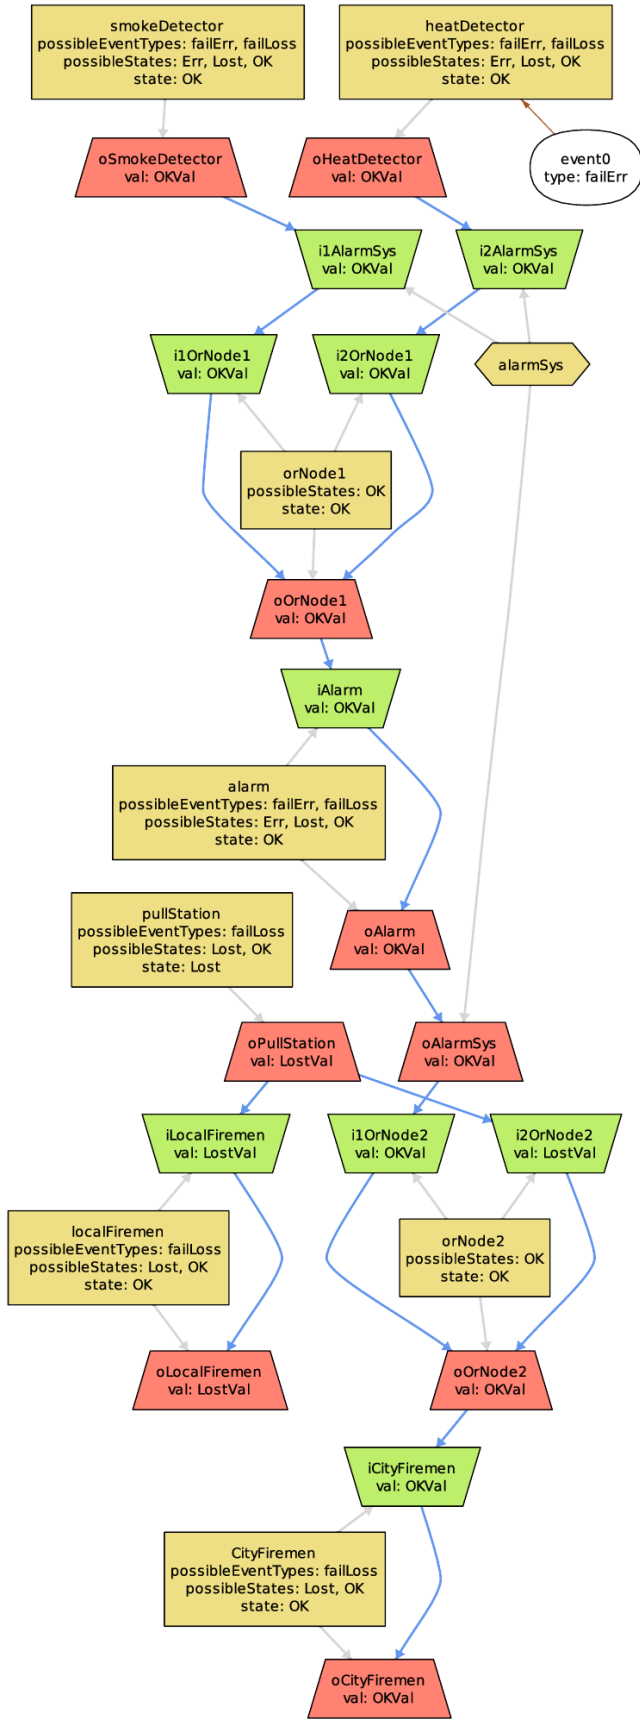 smokeDetector
possibleEventTypes: failErr, failLoss
possibleStates: Err, Lost, OK
state: OK
heatDetector
possibleEventTypes: failErr, failLoss
possibleStates: Err, Lost, OK
state: OK
oSmokeDetector
val: OKVal
oHeatDetector
val: OKVal
event0
type: failErr
i1AlarmSys
val: OKVal
i2AlarmSys
val: OKVal
i1OrNode1
val: OKVal
i2OrNode1
val: OKVal
alarmSys
orNode1
possibleStates: OK
state: OK
oOrNode1
val: OKVal
iAlarm
val: OKVal
alarm
possibleEventTypes: failErr, failLoss
possibleStates: Err, Lost, OK
state: OK
pullStation
possibleEventTypes: failLoss
possibleStates: Lost, OK
state: Lost
oAlarm
val: OKVal
oPullStation
val: LostVal
oAlarmSys
val: OKVal
iLocalFiremen
val: LostVal
i1OrNode2
val: OKVal
i2OrNode2
val: LostVal
localFiremen
possibleEventTypes: failLoss
possibleStates: Lost, OK
state: OK
orNode2
possibleStates: OK
state: OK
oLocalFiremen
val: LostVal
oOrNode2
val: OKVal
iCityFiremen
val: OKVal
CityFiremen
possibleEventTypes: failLoss
possibleStates: Lost, OK
state: OK
oCityFiremen
val: OKVal